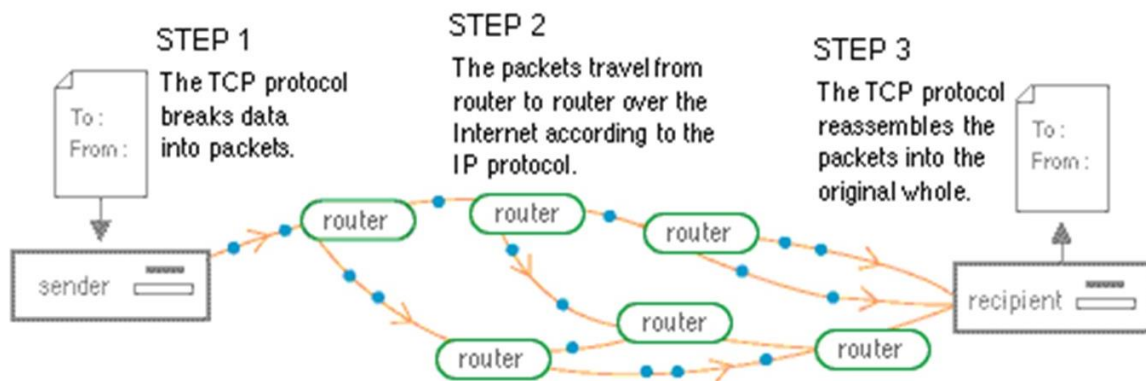 STEP 1
The TCP protocol
breaks data
into packets.
STEP 2
The packets travel from
router to router over the
Internet according to the
IP protocol.
STEP 3
The TCP protocol
reassembles the
packets into the
original whole.
To :
From :
To :
From :
sender
router
router
router
router
router
router
recipient